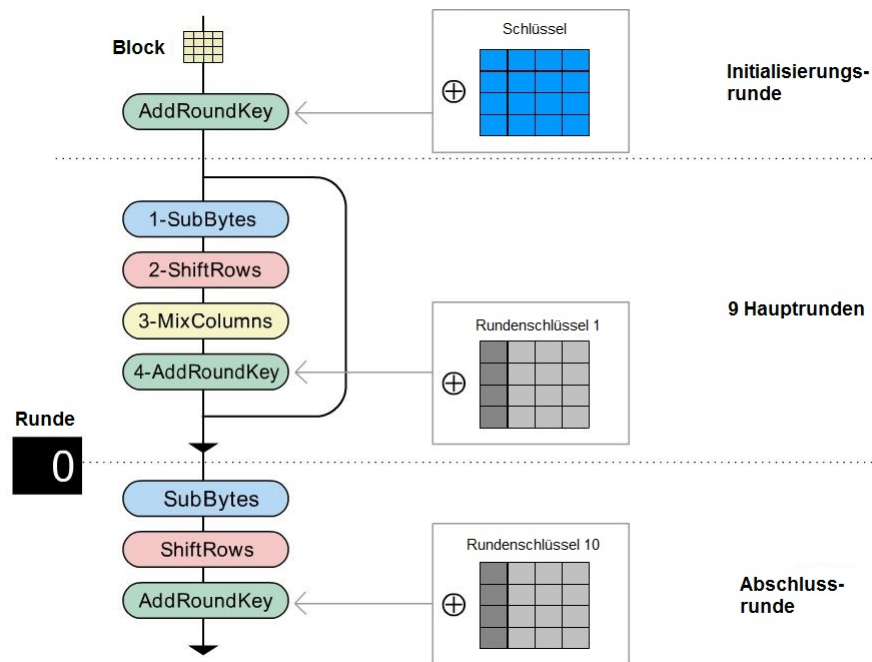 Block
Schlüssel
⊕
AddRoundKey
Initialisierungs-
runde
1-SubBytes
2-ShiftRows
3-MixColumns
4-AddRoundKey
Rundenschlüssel 1
⊕
9 Hauptrunden
Runde
0
SubBytes
ShiftRows
AddRoundKey
Rundenschlüssel 10
⊕
Abschluss-
runde